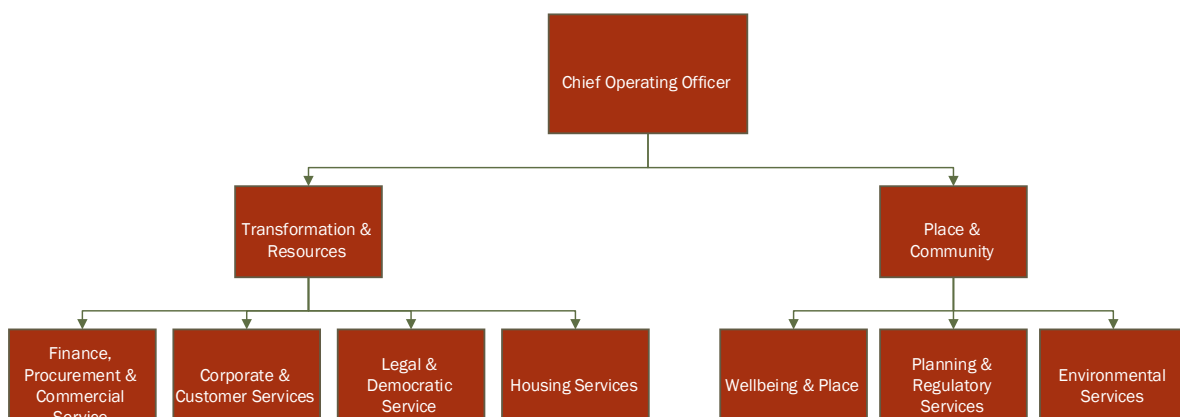 Chief Operating Officer
Transformation &
Resources
Place &
Community
Finance,
Procurement &
Commercial
Service
Corporate &
Customer Services
Legal &
Democratic
Service
Housing Services
Wellbeing & Place
Planning &
Regulatory
Services
Environmental
Services